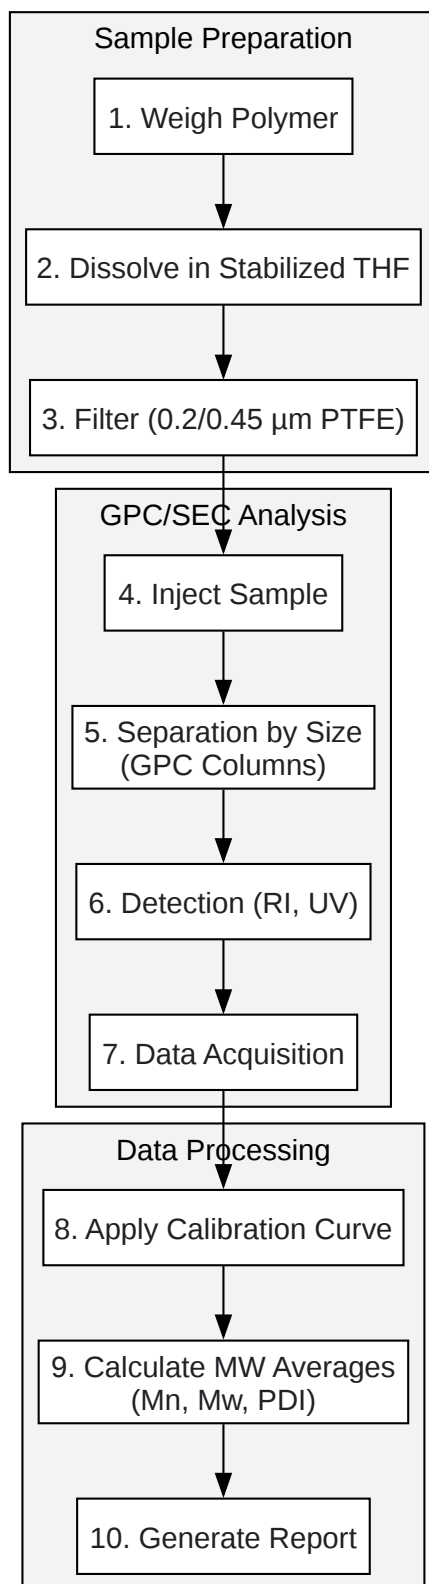 Sample Preparation
1. Weigh Polymer
2. Dissolve in Stabilized THF
3. Filter (0.2/0.45 µm PTFE)
GPC/SEC Analysis
4. Inject Sample
5. Separation by Size
(GPC Columns)
6. Detection (RI, UV)
7. Data Acquisition
Data Processing
8. Apply Calibration Curve
9. Calculate MW Averages
(Mn, Mw, PDI)
10. Generate Report